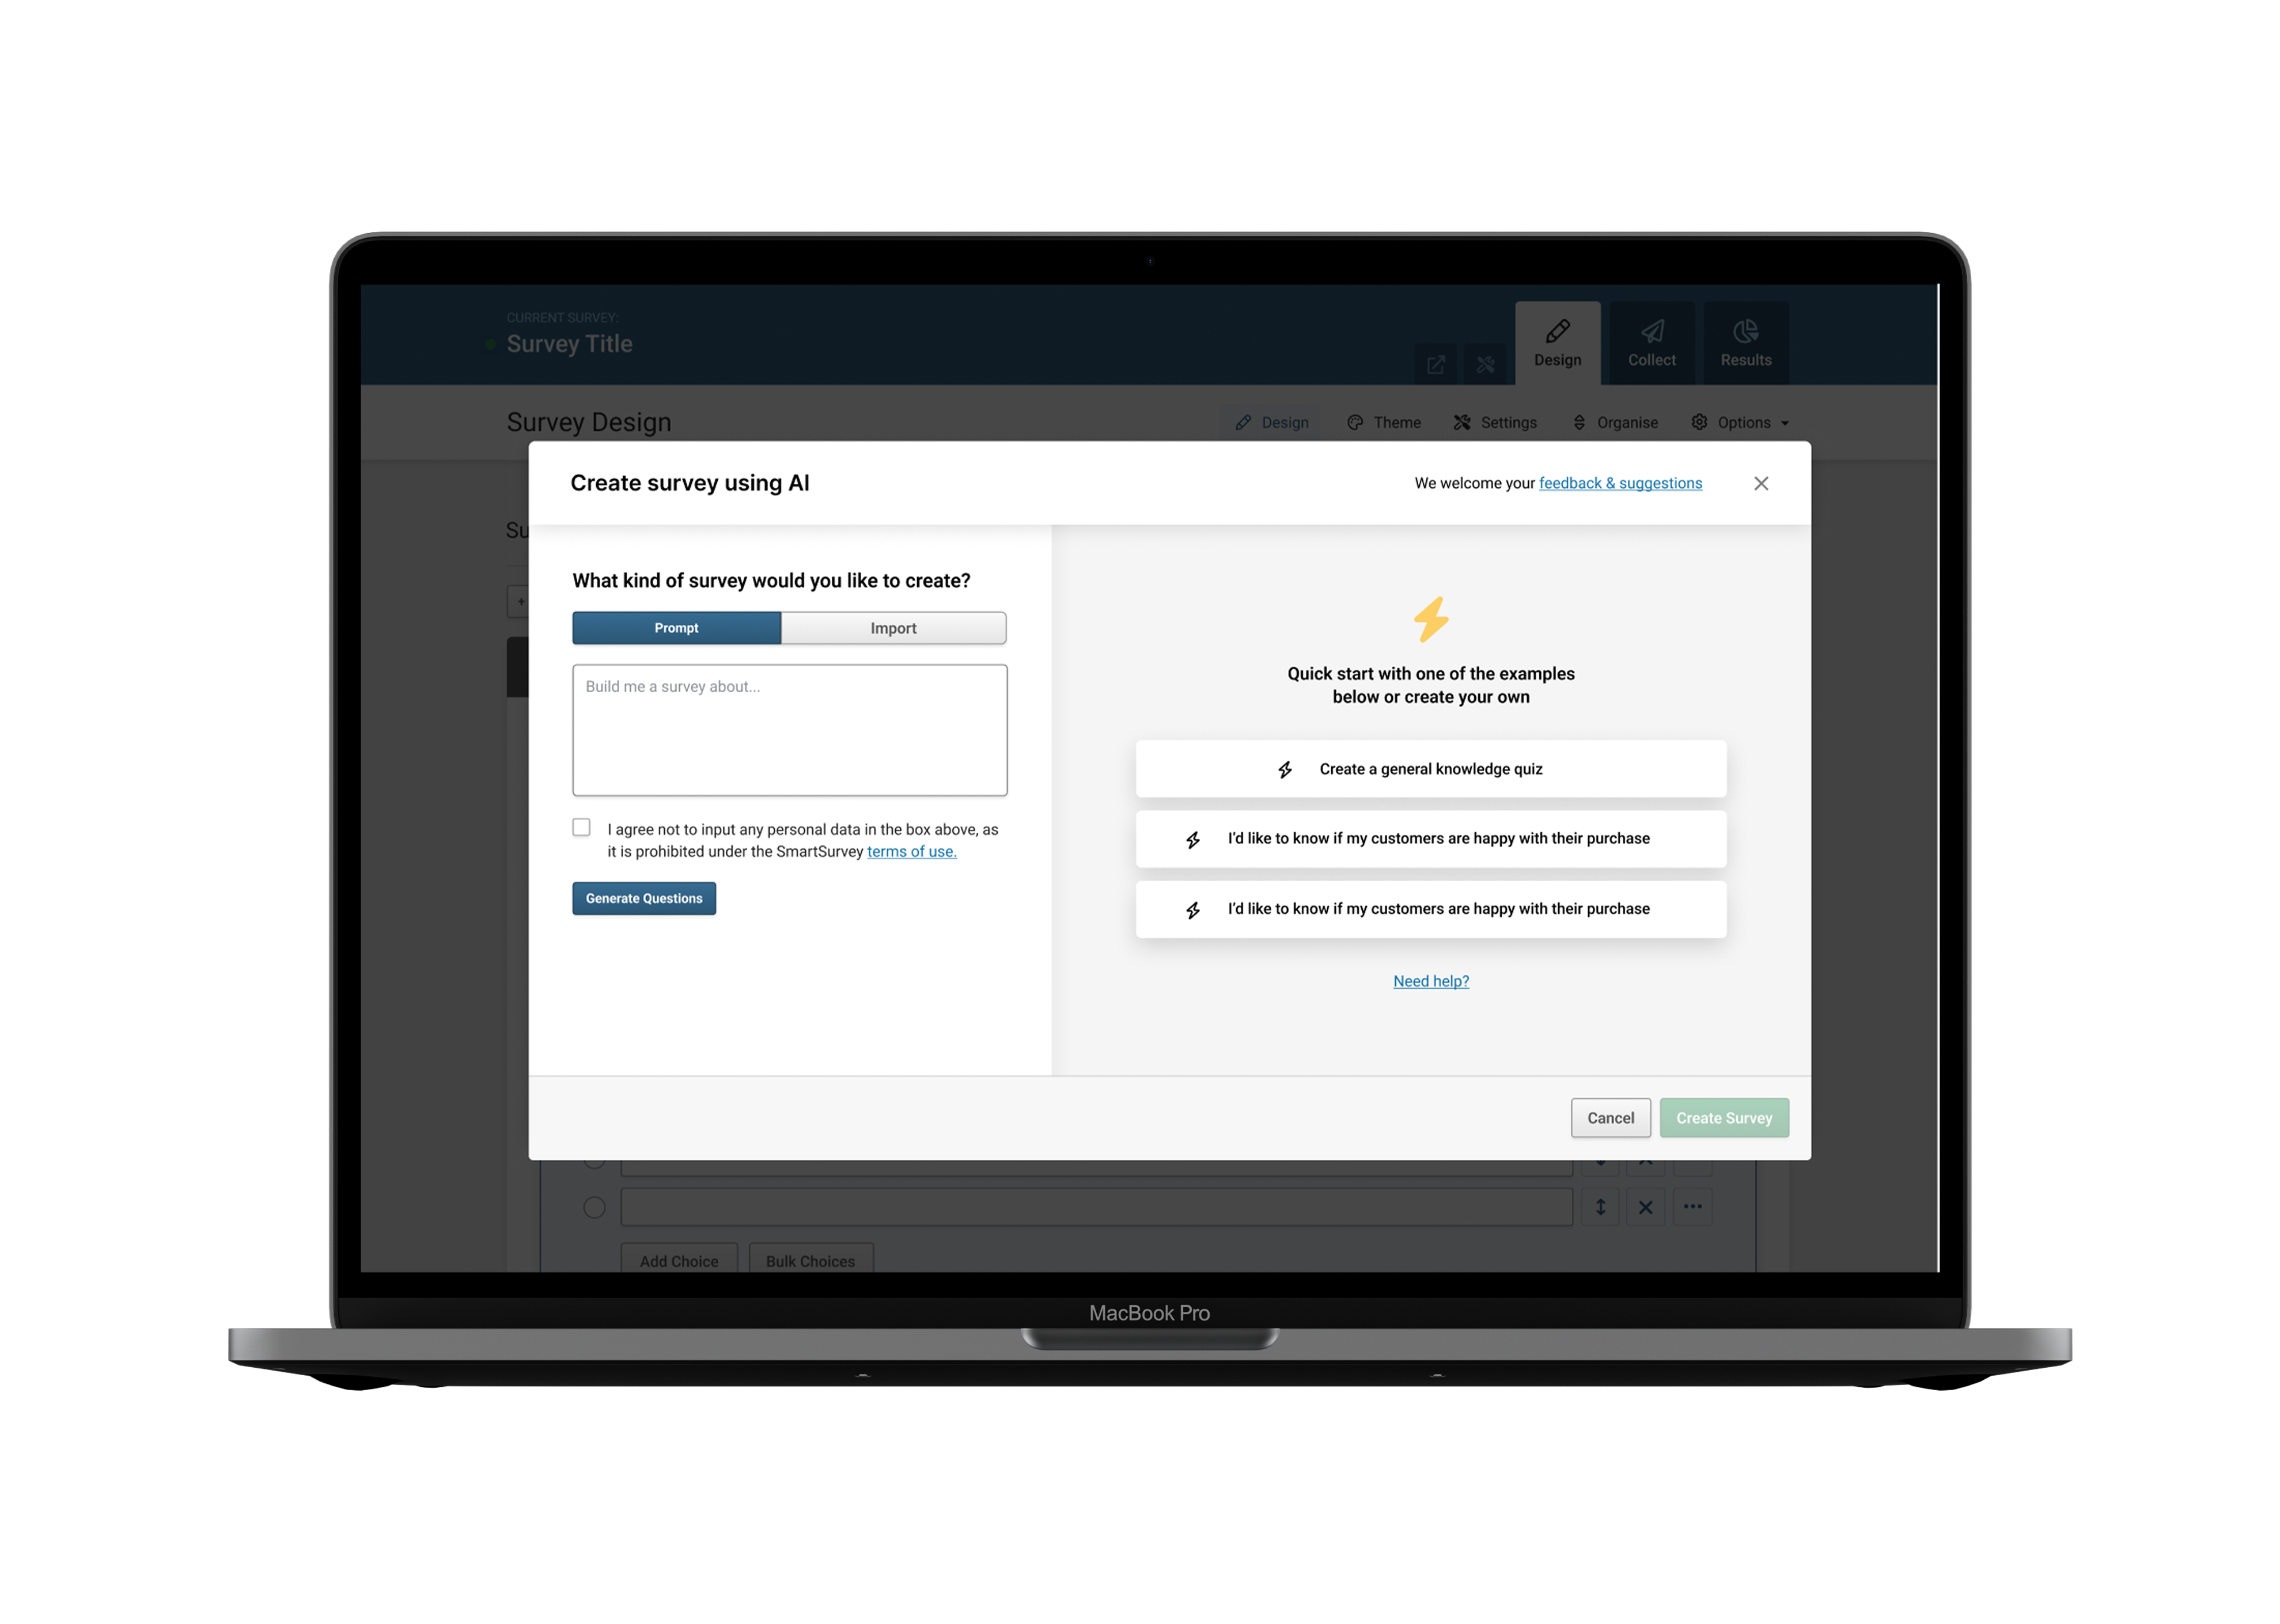 CURRENT SURVEY:
Survey Title
Design
Collect
Results
Survey Design
Design
Theme
Settings
Organise
Options
Create survey using AI
We welcome your feedback & suggestions
Su
What kind of survey would you like to create?
Prompt
Import
Build me a survey about...
I agree not to input any personal data in the box above, as
it is prohibited under the SmartSurvey terms of use.
Generate Questions
Quick start with one of the examples
below or create your own
Create a general knowledge quiz
I'd like to know if my customers are happy with their purchase
I'd like to know if my customers are happy with their purchase
Need help?
Cancel
Create Survey
Add Choice
Bulk Choices
MacBook Pro